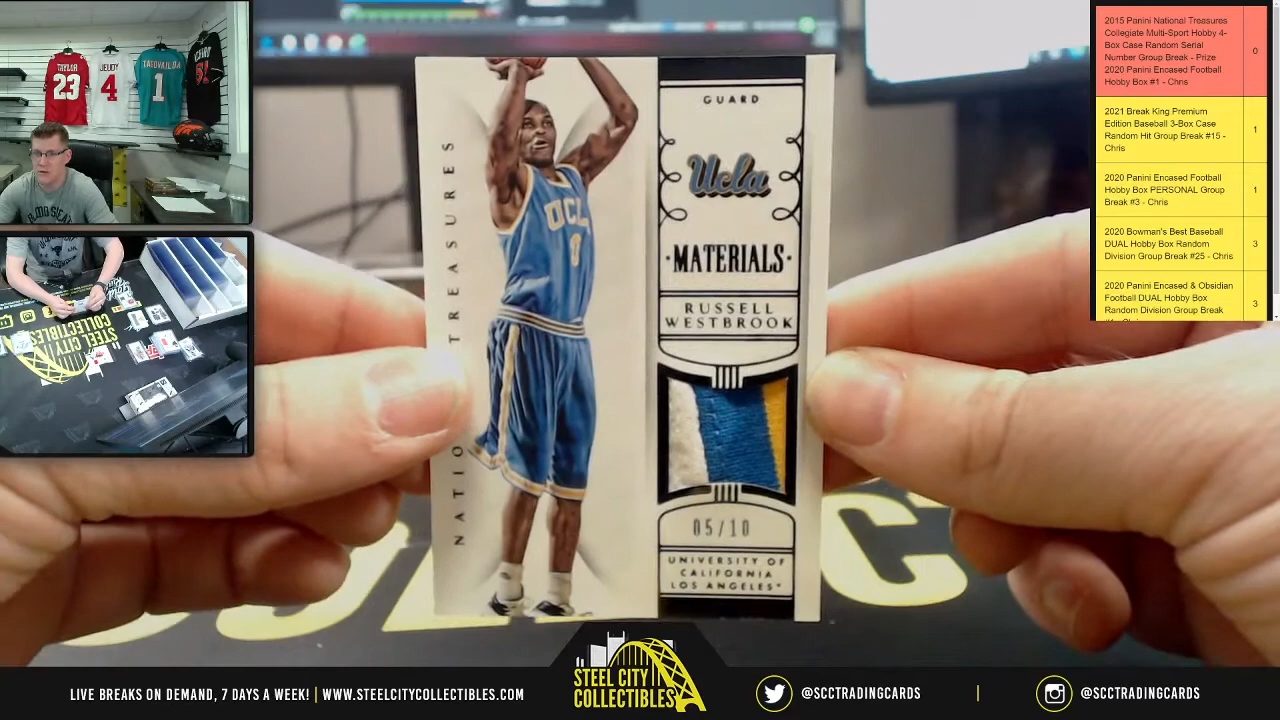 TAYLOR
23
JEUDY
4
TAGOVAILOA
1
STEEL CITY
COLLECTIBLES
NATIONAL TREASURES
UCLA
0
GUARD
Ucla
·MATERIALS·
RUSSELL
WESTBROOK
05/10
UNIVERSITY OF
CALIFORNIA
LOS ANGELES
2015 Panini National Treasures
Collegiate Multi-Sport Hobby 4-
Box Case Random Serial
Number Group Break - Prize
2020 Panini Encased Football
Hobby Box #1 - Chris
0
2021 Break King Premium
Edition Baseball 3-Box Case
Random Hit Group Break #15 -
Chris
1
2020 Panini Encased Football
Hobby Box PERSONAL Group
Break #3 - Chris
1
2020 Bowman's Best Baseball
DUAL Hobby Box Random
Division Group Break #25 - Chris
3
2020 Panini Encased & Obsidian
Football DUAL Hobby Box
Random Division Group Break
3
LIVE BREAKS ON DEMAND, 7 DAYS A WEEK! | WWW.STEELCITYCOLLECTIBLES.COM
STEEL CITY
COLLECTIBLES
@SCCTRADINGCARDS
@SCCTRADINGCARDS